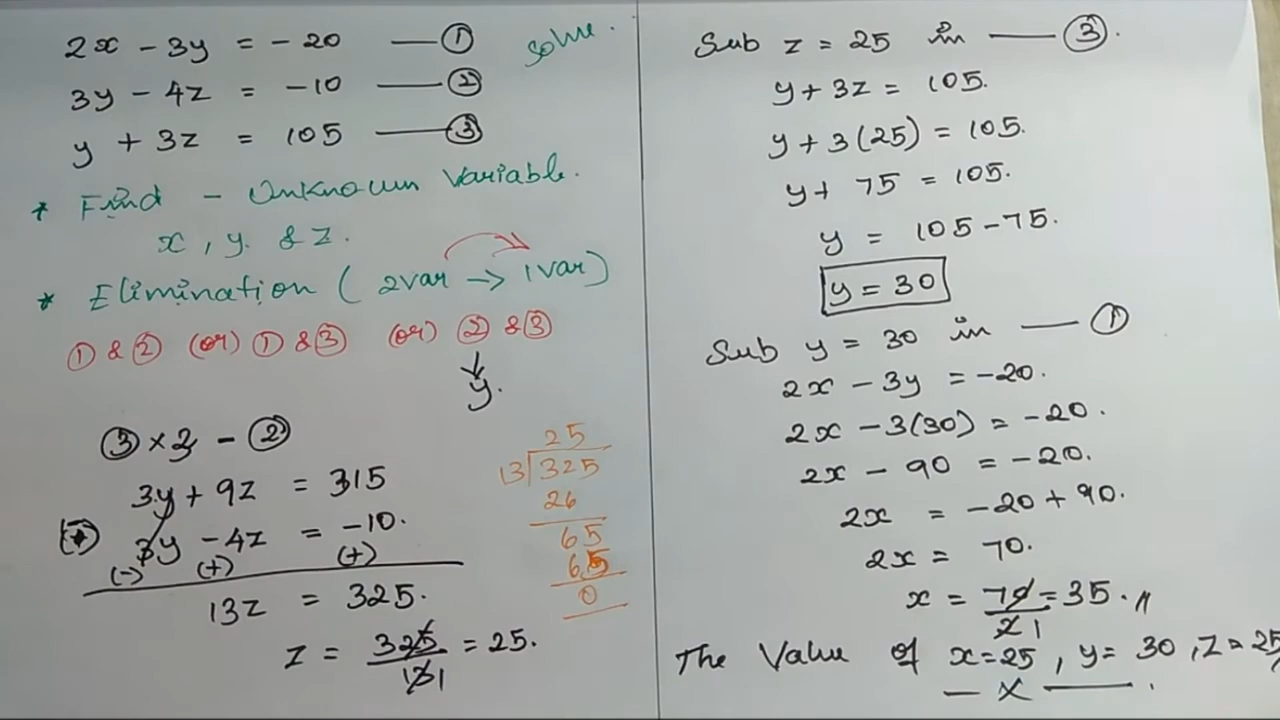 2x - 3y = -20 — ①
solve.
3y - 4z = -10 — ②
y + 3z = 105 — ③
* Find - Unknown Variable.
x, y & z.
* Elimination (2var → 1var)
① & ② (or) ① & ③ (or) ② & ③
↓
y.
③ × 3 - ②
3y + 9z = 315
3y - 4z = -10.
(-) (+) (+)
13z = 325.
z = 325/13 1 = 25.
25
13 325
26
65
65
0
Sub z = 25 in — ③.
y + 3z = 105.
y + 3(25) = 105.
y + 75 = 105.
y = 105 - 75.
y = 30
Sub y = 30 in — ①
2x - 3y = -20.
2x - 3(30) = -20.
2x - 90 = -20.
2x = -20 + 90.
2x = 70.
x = 70/2 1 = 35. //
The Value of x=25, y= 30, z= 25
— x — .